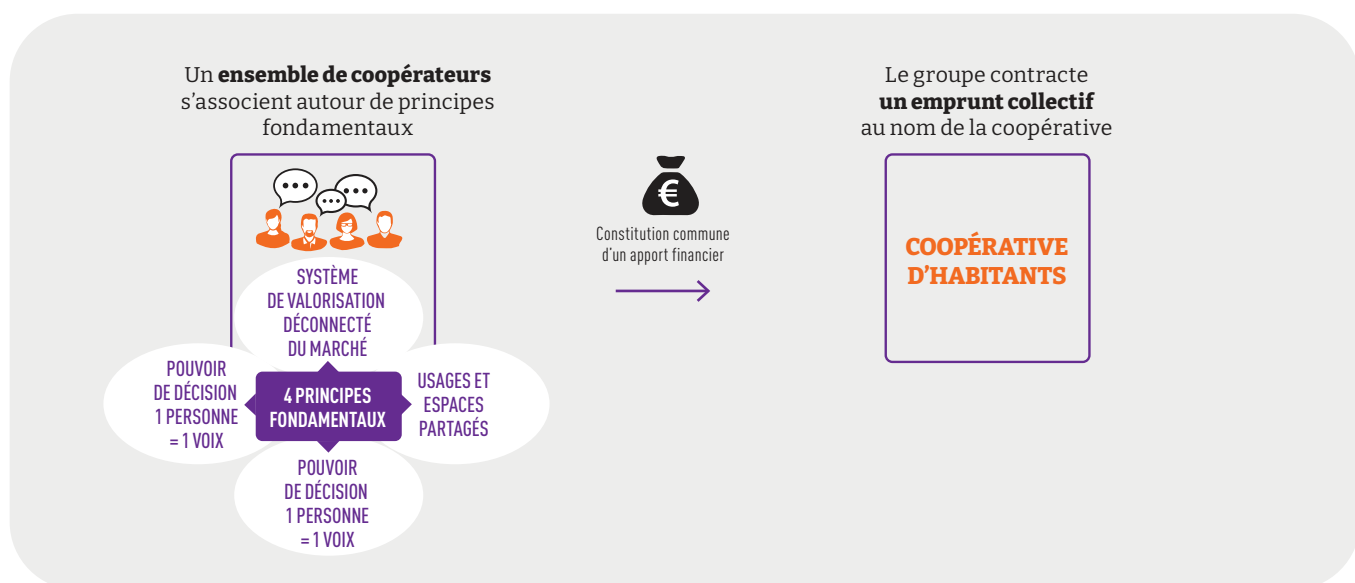 Un ensemble de coopérateurs
s’associent autour de principes
fondamentaux
SYSTÈME
DE VALORISATION
DÉCONNECTÉ
DU MARCHÉ
POUVOIR
DE DÉCISION
1 PERSONNE
= 1 VOIX
4 PRINCIPES
FONDAMENTAUX
USAGES ET
ESPACES
PARTAGÉS
POUVOIR
DE DÉCISION
1 PERSONNE
= 1 VOIX
€
Constitution commune
d’un apport financier
Le groupe contracte
un emprunt collectif
au nom de la coopérative
COOPÉRATIVE
D’HABITANTS